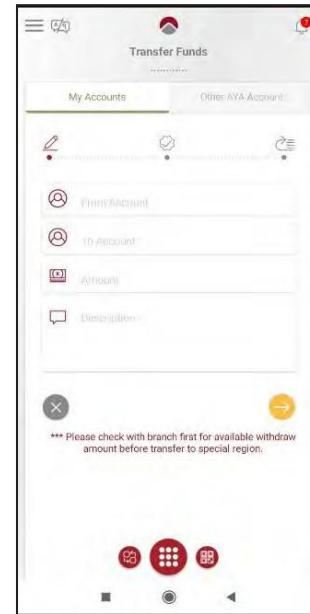 7
Transfer Funds
My Accounts
Other AYA Account
From Account
To Account
Amount
Description
*** Please check with branch first for available withdraw
amount before transfer to special region.